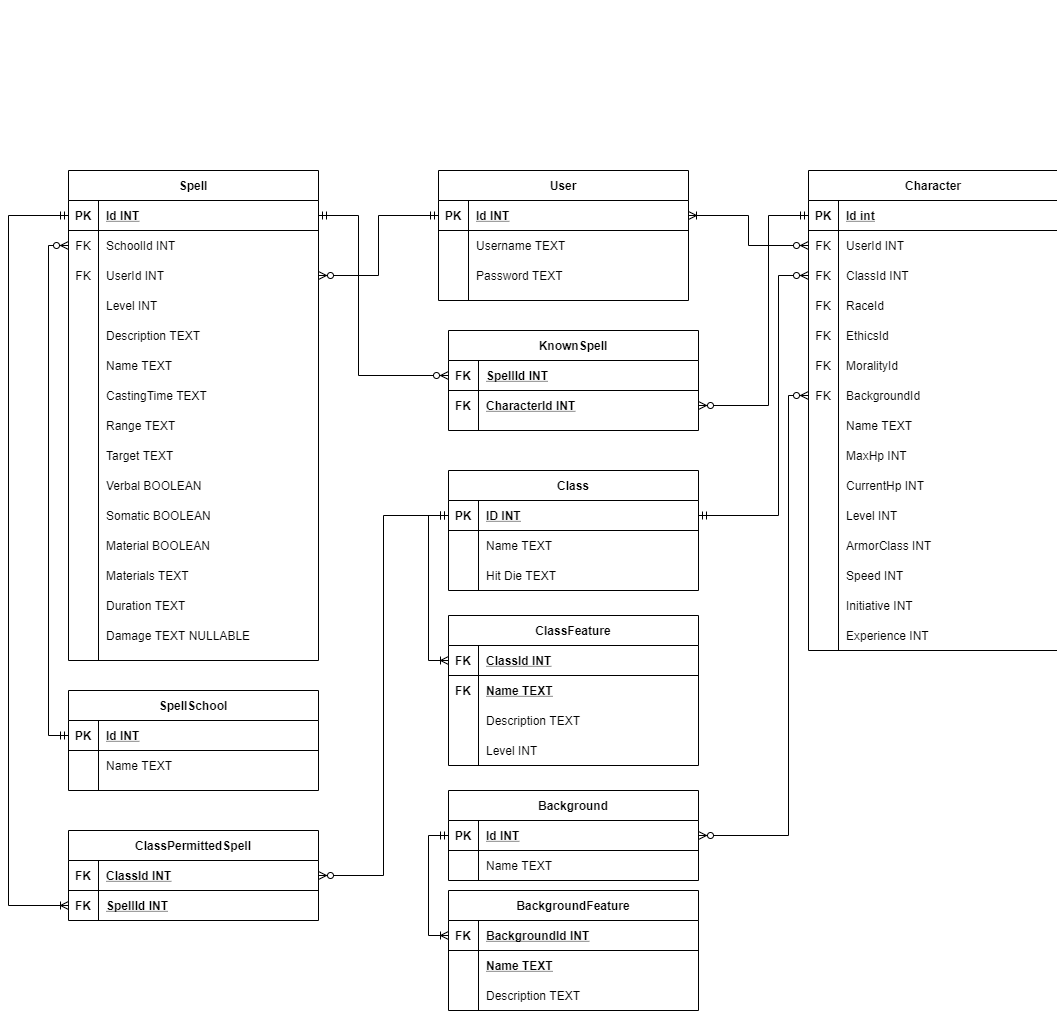 Spell
PK Id INT
FK SchoolId INT
FK UserId INT
Level INT
Description TEXT
Name TEXT
CastingTime TEXT
Range TEXT
Target TEXT
Verbal BOOLEAN
Somatic BOOLEAN
Material BOOLEAN
Materials TEXT
Duration TEXT
Damage TEXT NULLABLE
SpellSchool
PK Id INT
Name TEXT
ClassPermittedSpell
FK ClassId INT
FK SpellId INT
User
PK Id INT
Username TEXT
Password TEXT
KnownSpell
FK SpellId INT
FK CharacterId INT
Class
PK ID INT
Name TEXT
Hit Die TEXT
ClassFeature
FK ClassId INT
FK Name TEXT
Description TEXT
Level INT
Background
PK Id INT
Name TEXT
BackgroundFeature
FK BackgroundId INT
Name TEXT
Description TEXT
Character
PK Id int
FK UserId INT
FK ClassId INT
FK RaceId
FK EthicsId
FK MoralityId
FK BackgroundId
Name TEXT
MaxHp INT
CurrentHp INT
Level INT
ArmorClass INT
Speed INT
Initiative INT
Experience INT